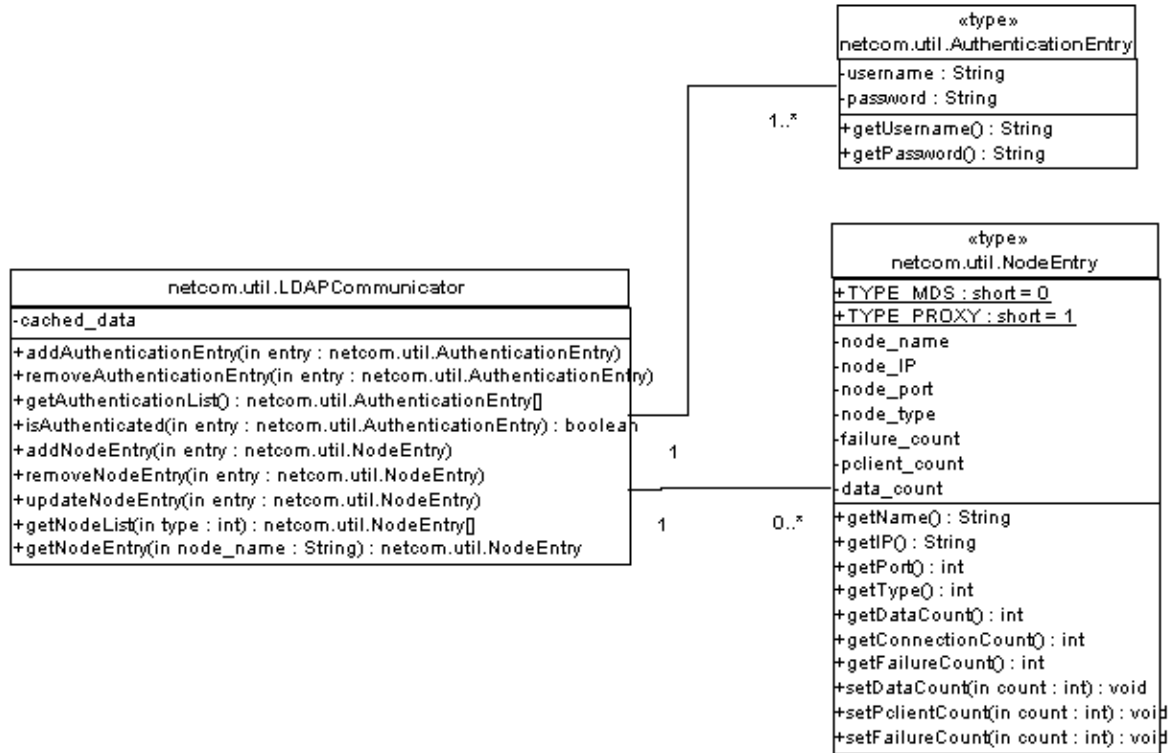 «type»
netcom.util.AuthenticationEntry
-username : String
-password : String
+getUsername() : String
+getPassword() : String
1..*
«type»
netcom.util.NodeEntry
+TYPE_MDS : short = 0
+TYPE_PROXY : short = 1
-node_name
-node_IP
-node_port
-node_type
-failure_count
-pclient_count
-data_count
+getName() : String
+getIP() : String
+getPort() : int
+getType() : int
+getDataCount() : int
+getConnectionCount() : int
+getFailureCount() : int
+setDataCount(in count : int) : void
+setPclientCount(in count : int) : void
+setFailureCount(in count : int) : void
netcom.util.LDAPCommunicator
-cached_data
+addAuthenticationEntry(in entry : netcom.util.AuthenticationEntry)
+removeAuthenticationEntry(in entry : netcom.util.AuthenticationEntry)
+getAuthenticationList() : netcom.util.AuthenticationEntry[]
+isAuthenticated(in entry : netcom.util.AuthenticationEntry) : boolean
+addNodeEntry(in entry : netcom.util.NodeEntry)
+removeNodeEntry(in entry : netcom.util.NodeEntry)
+updateNodeEntry(in entry : netcom.util.NodeEntry)
+getNodeList(in type : int) : netcom.util.NodeEntry[]
+getNodeEntry(in node_name : String) : netcom.util.NodeEntry
1
1
0..*